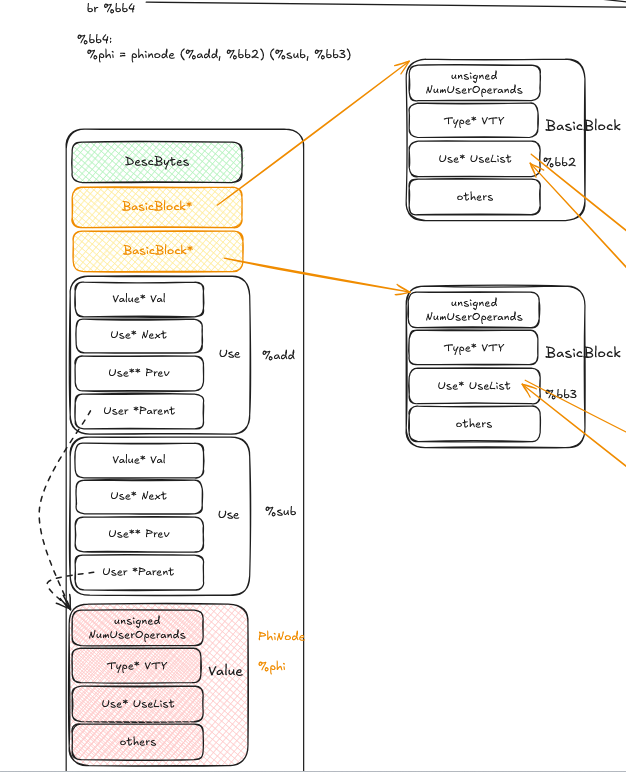 br %bb4
%bb4:
%phi = phinode (%add, %bb2) (%sub, %bb3)
DescBytes
BasicBlock*
BasicBlock*
Value* Val
Use* Next
Use** Prev
User *Parent
Use
%add
Value* Val
Use* Next
Use** Prev
User *Parent
Use
%sub
unsigned
NumUserOperands
Type* VTY
Use* UseList
others
Value
PhiNode
%phi
unsigned
NumUserOperands
Type* VTY
Use* UseList
others
BasicBlock
%bb2
unsigned
NumUserOperands
Type* VTY
Use* UseList
others
BasicBlock
%bb3